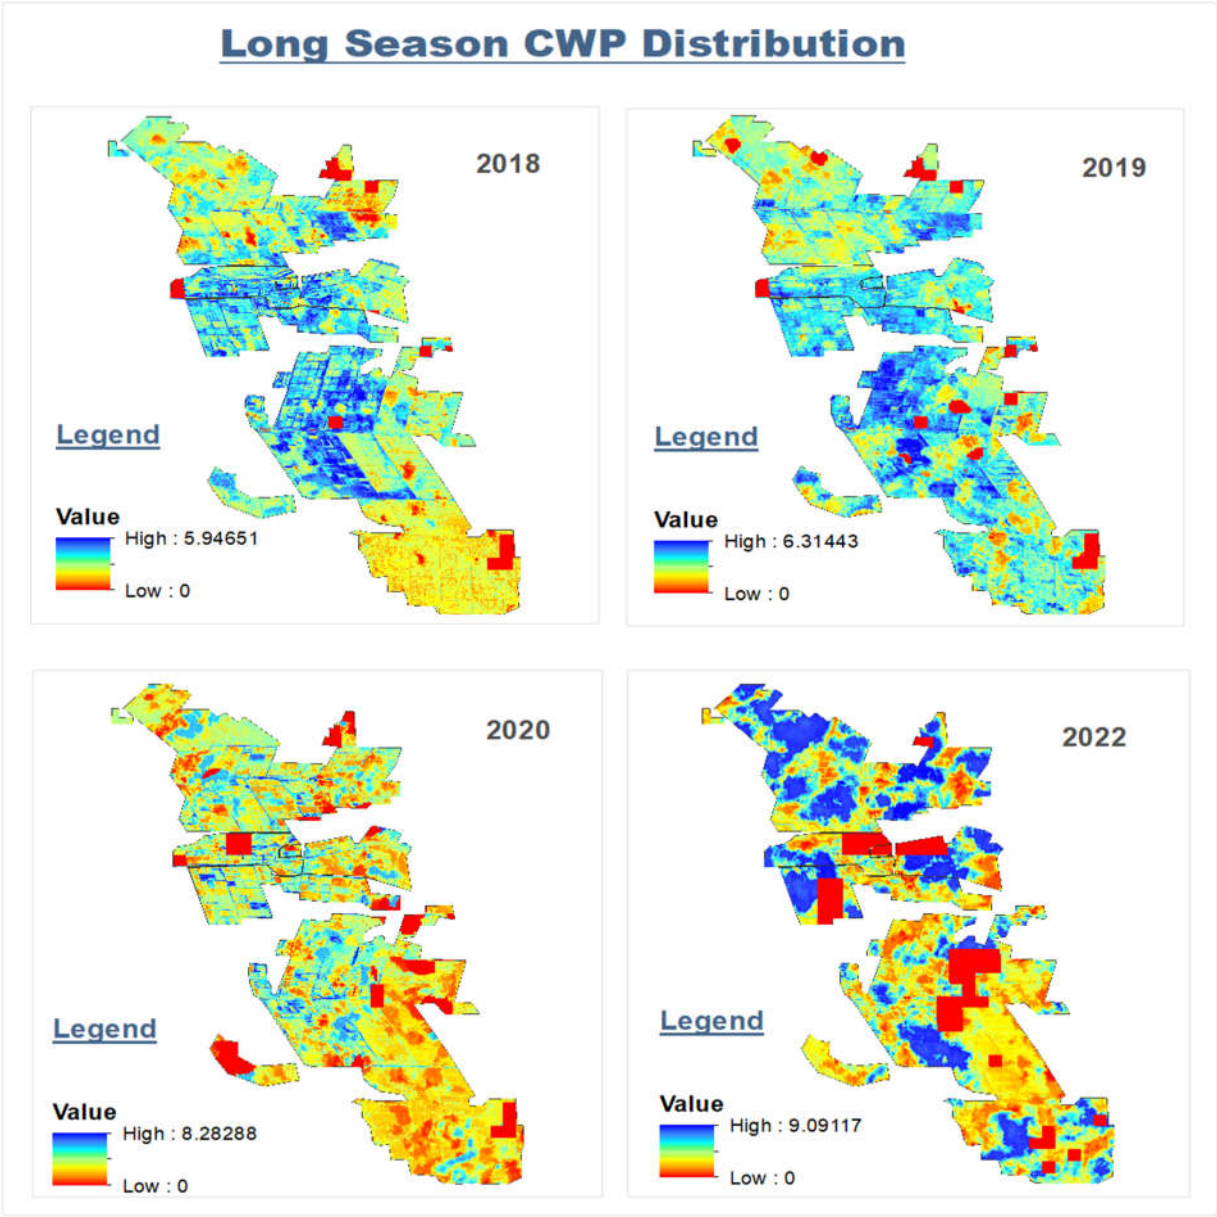 Long Season CWP Distribution
2018
Legend
Value
High : 5.94651
Low : 0
2019
Legend
Value
High : 6.31443
Low : 0
2020
Legend
Value
High : 8.28288
Low : 0
2022
Legend
Value
High : 9.09117
Low : 0